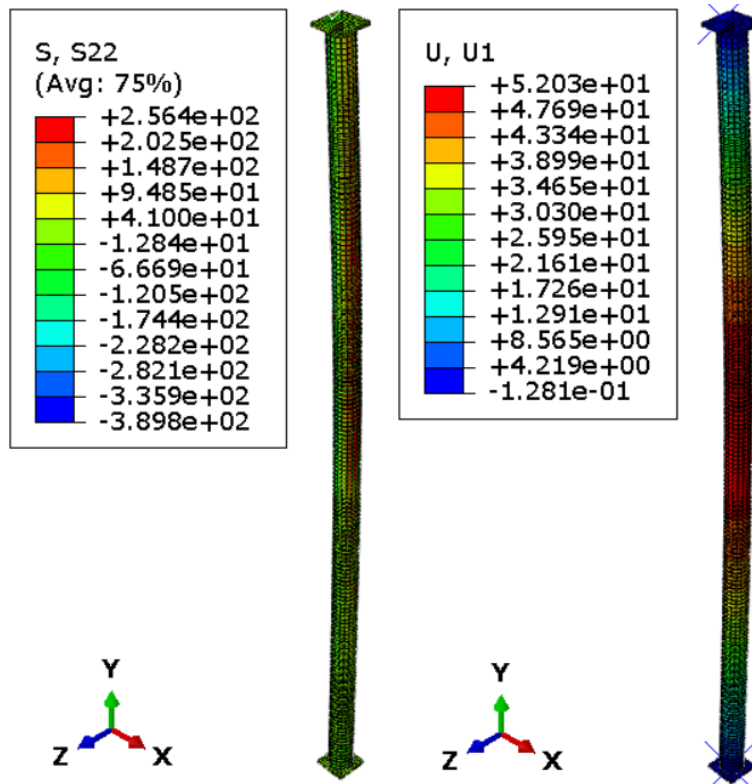 S, S22
(Avg: 75%)
+2.564e+02
+2.025e+02
+1.487e+02
+9.485e+01
+4.100e+01
-1.284e+01
-6.669e+01
-1.205e+02
-1.744e+02
-2.282e+02
-2.821e+02
-3.359e+02
-3.898e+02
Y
Z
X
U, U1
+5.203e+01
+4.769e+01
+4.334e+01
+3.899e+01
+3.465e+01
+3.030e+01
+2.595e+01
+2.161e+01
+1.726e+01
+1.291e+01
+8.565e+00
+4.219e+00
-1.281e-01
Y
Z
X